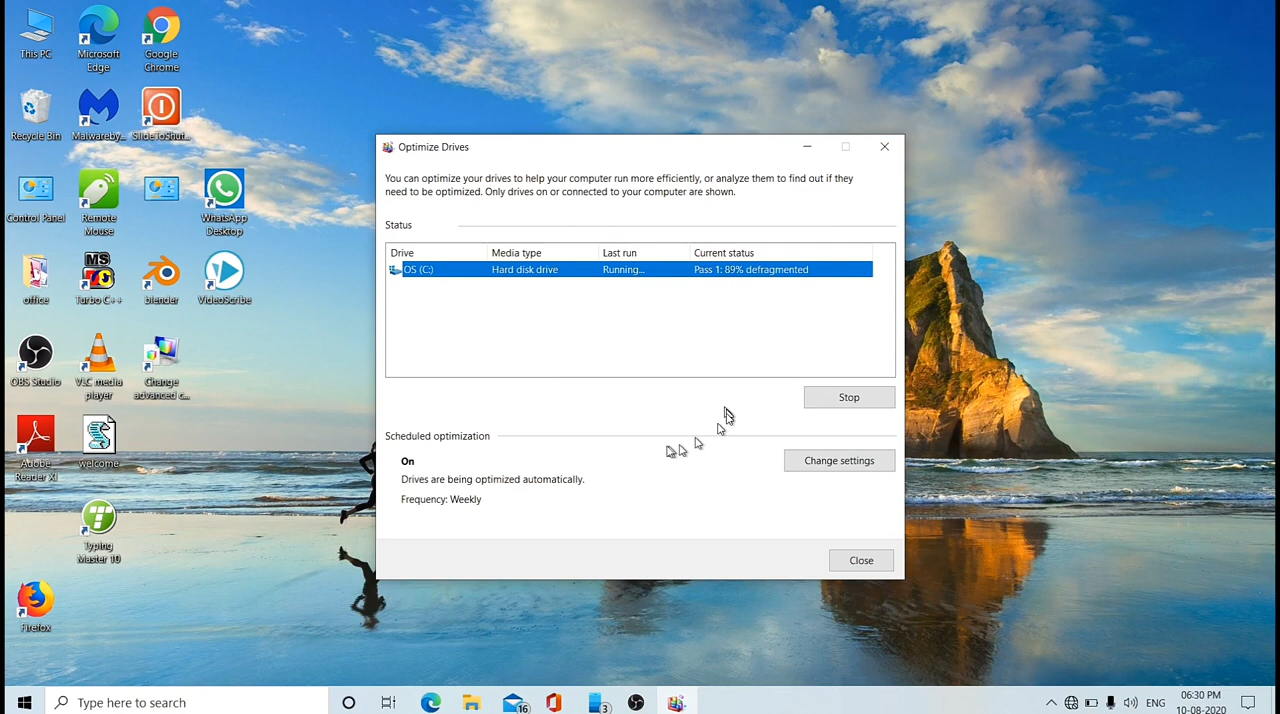 This PC
Microsoft
Edge
Google
Chrome
Recycle Bin
Malwareby...
SlideToShut...
Control Panel
Remote
Mouse
WhatsApp
Desktop
office
MS
Turbo C++
blender
VideoScribe
OBS Studio
VLC media
player
Change
advanced c...
Adobe
Reader XI
welcome
Typing
Master 10
Firefox
Optimize Drives
You can optimize your drives to help your computer run more efficiently, or analyze them to find out if they
need to be optimized. Only drives on or connected to your computer are shown.
Status
Drive Media type Last run Current status
OS (C:) Hard disk drive Running... Pass 1: 89% defragmented
Stop
Scheduled optimization
On
Drives are being optimized automatically.
Frequency: Weekly
Change settings
Close
Type here to search
16
3
ENG
06:30 PM
10-08-2020